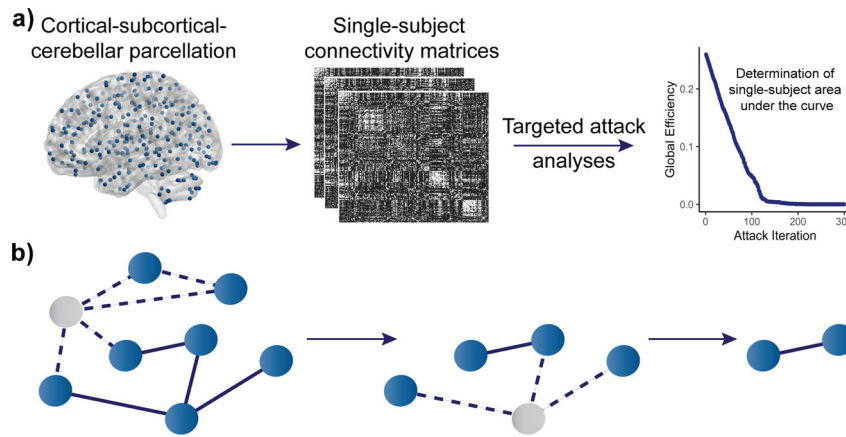 a) Cortical-subcortical-
cerebellar parcellation
Single-subject
connectivity matrices
Targeted attack
analyses
Determination of
single-subject area
under the curve
Global Efficiency
0.2
0.1
0.0
0 100 200 300
Attack Iteration
b)